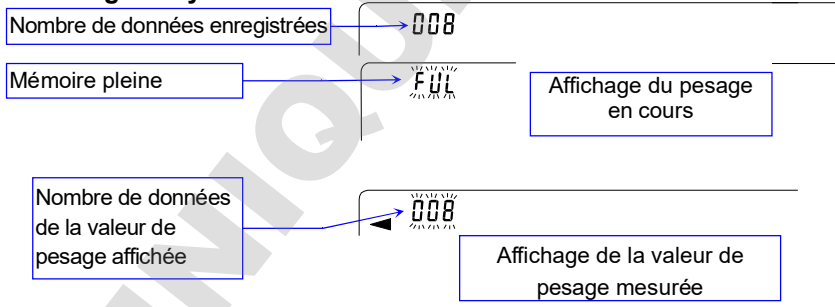 Nombre de données enregistrées
008
Mémoire pleine
FUL
Affichage du pesage
en cours
Nombre de données
de la valeur de
pesage affichée
008
Affichage de la valeur de
pesage mesurée